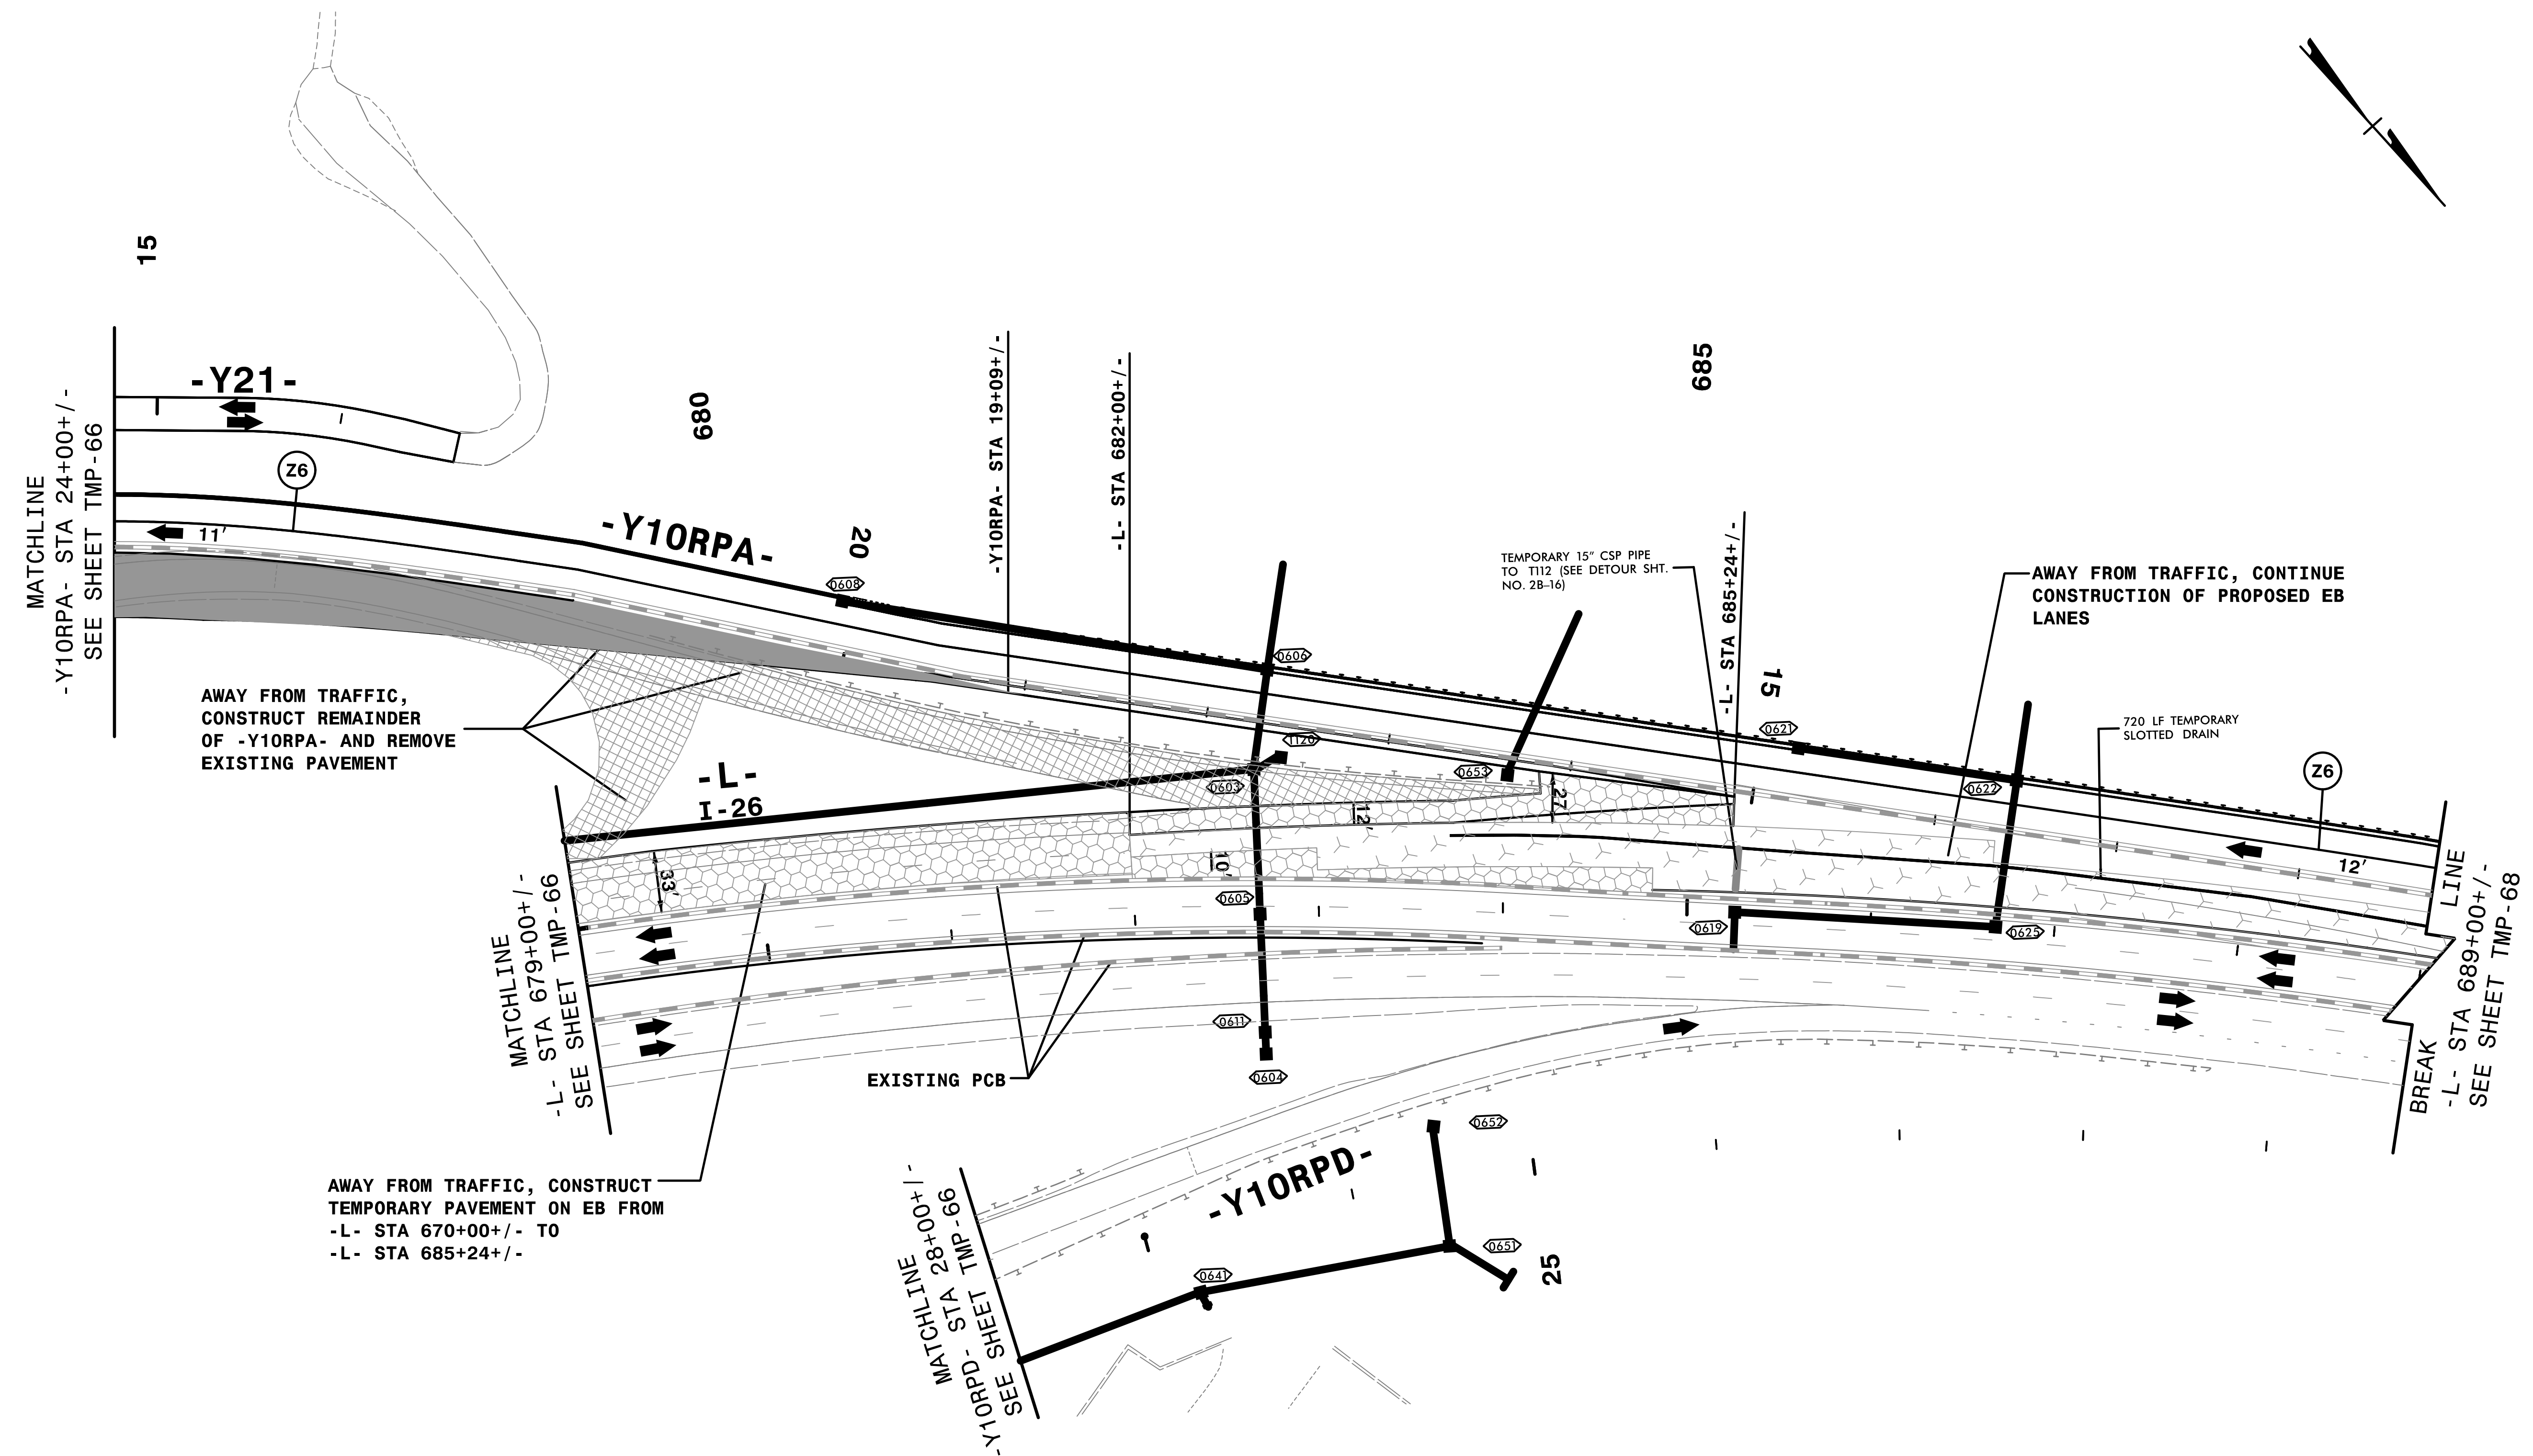 15
-Y21-
MATCHLINE
-Y10RPA- STA 24+00+/-
SEE SHEET TMP-66
Z6
11'
680
-Y10RPA-
20
0608
-Y10RPA- STA 19+09+/-
-L- STA 682+00+/-
685
TEMPORARY 15" CSP PIPE
TO T112 (SEE DETOUR SHT.
NO. 2B-16)
-L- STA 685+24+/-
15
AWAY FROM TRAFFIC, CONTINUE
CONSTRUCTION OF PROPOSED EB
LANES
0606
0621
720 LF TEMPORARY
SLOTTED DRAIN
Z6
AWAY FROM TRAFFIC,
CONSTRUCT REMAINDER
OF -Y10RPA- AND REMOVE
EXISTING PAVEMENT
-L-
I-26
T120
0603
0653
27'
12'
10'
0622
12'
33'
0605
0619
0625
0611
0604
MATCHLINE
-L- STA 679+00+/-
SEE SHEET TMP-66
EXISTING PCB
BREAK LINE
-L- STA 689+00+/-
SEE SHEET TMP-68
AWAY FROM TRAFFIC, CONSTRUCT
TEMPORARY PAVEMENT ON EB FROM
-L- STA 670+00+/- TO
-L- STA 685+24+/-
0652
-Y10RPD-
0651
0641
25
MATCHLINE
-Y10RPD- STA 28+00+/-
SEE SHEET TMP-66